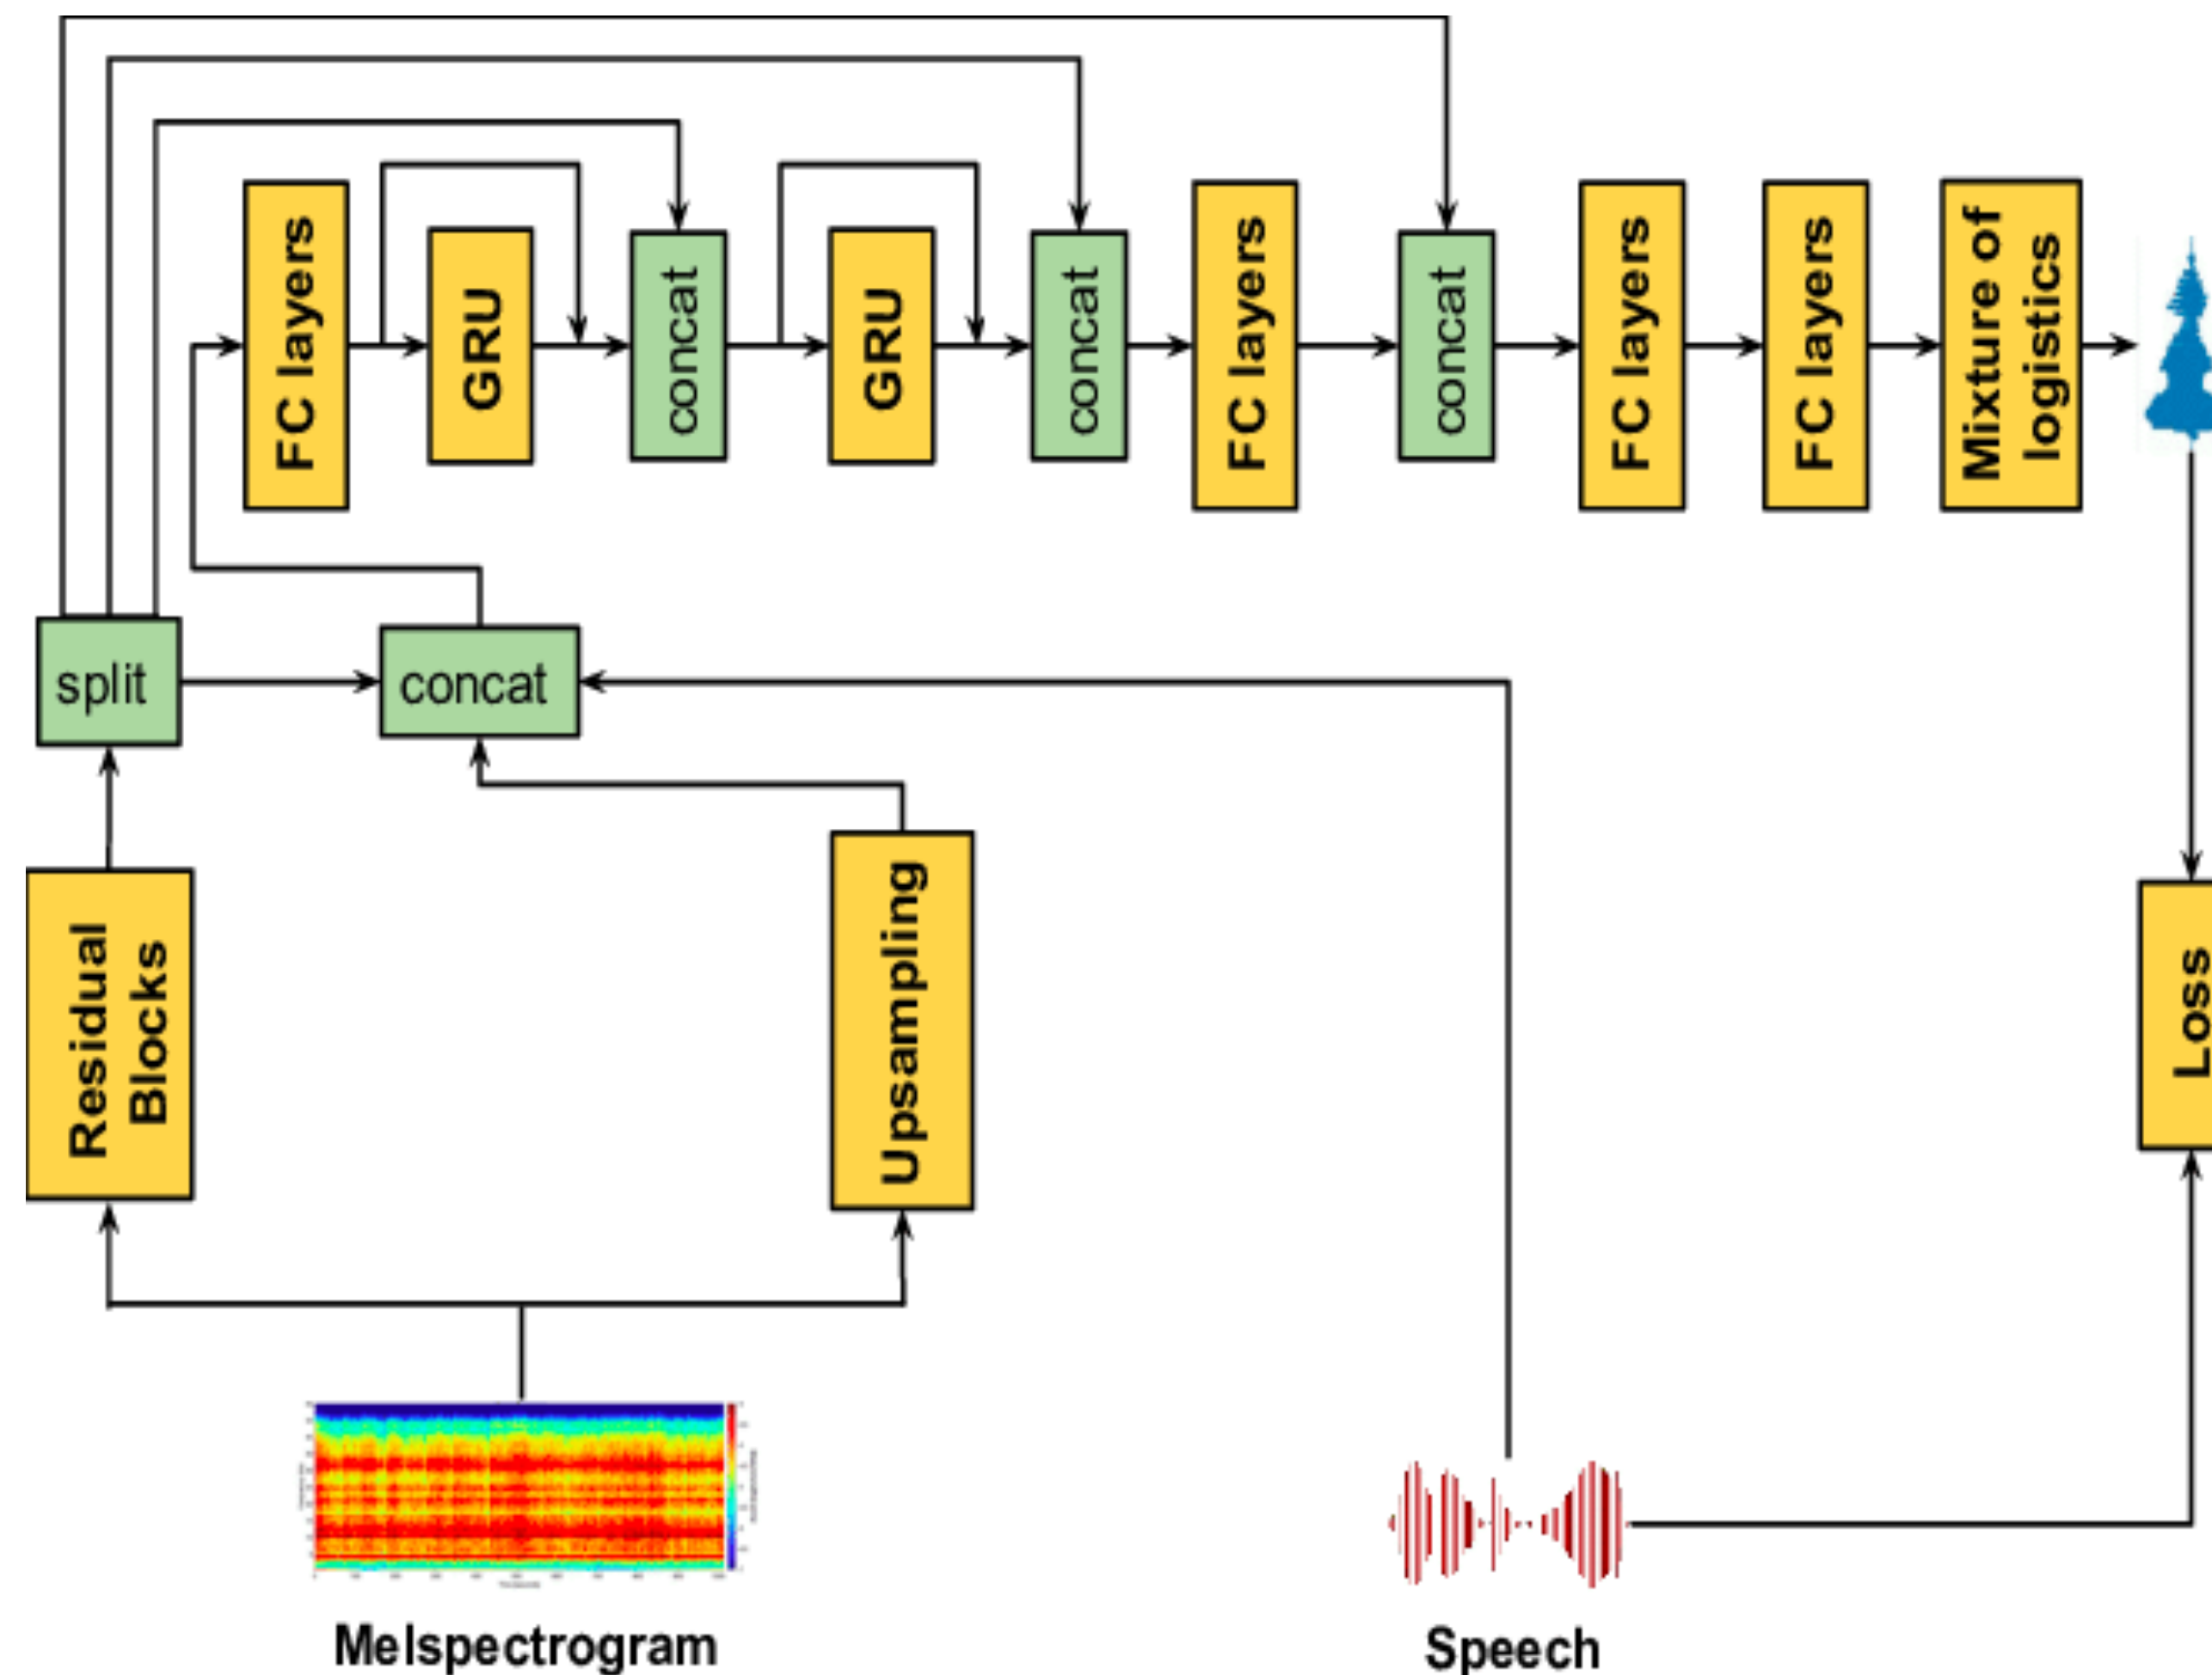 FC layers
GRU
concat
GRU
concat
FC layers
concat
FC layers
FC layers
Mixture of
logistics
split
concat
Residual
Blocks
Upsampling
Loss
Melspectrogram
Speech